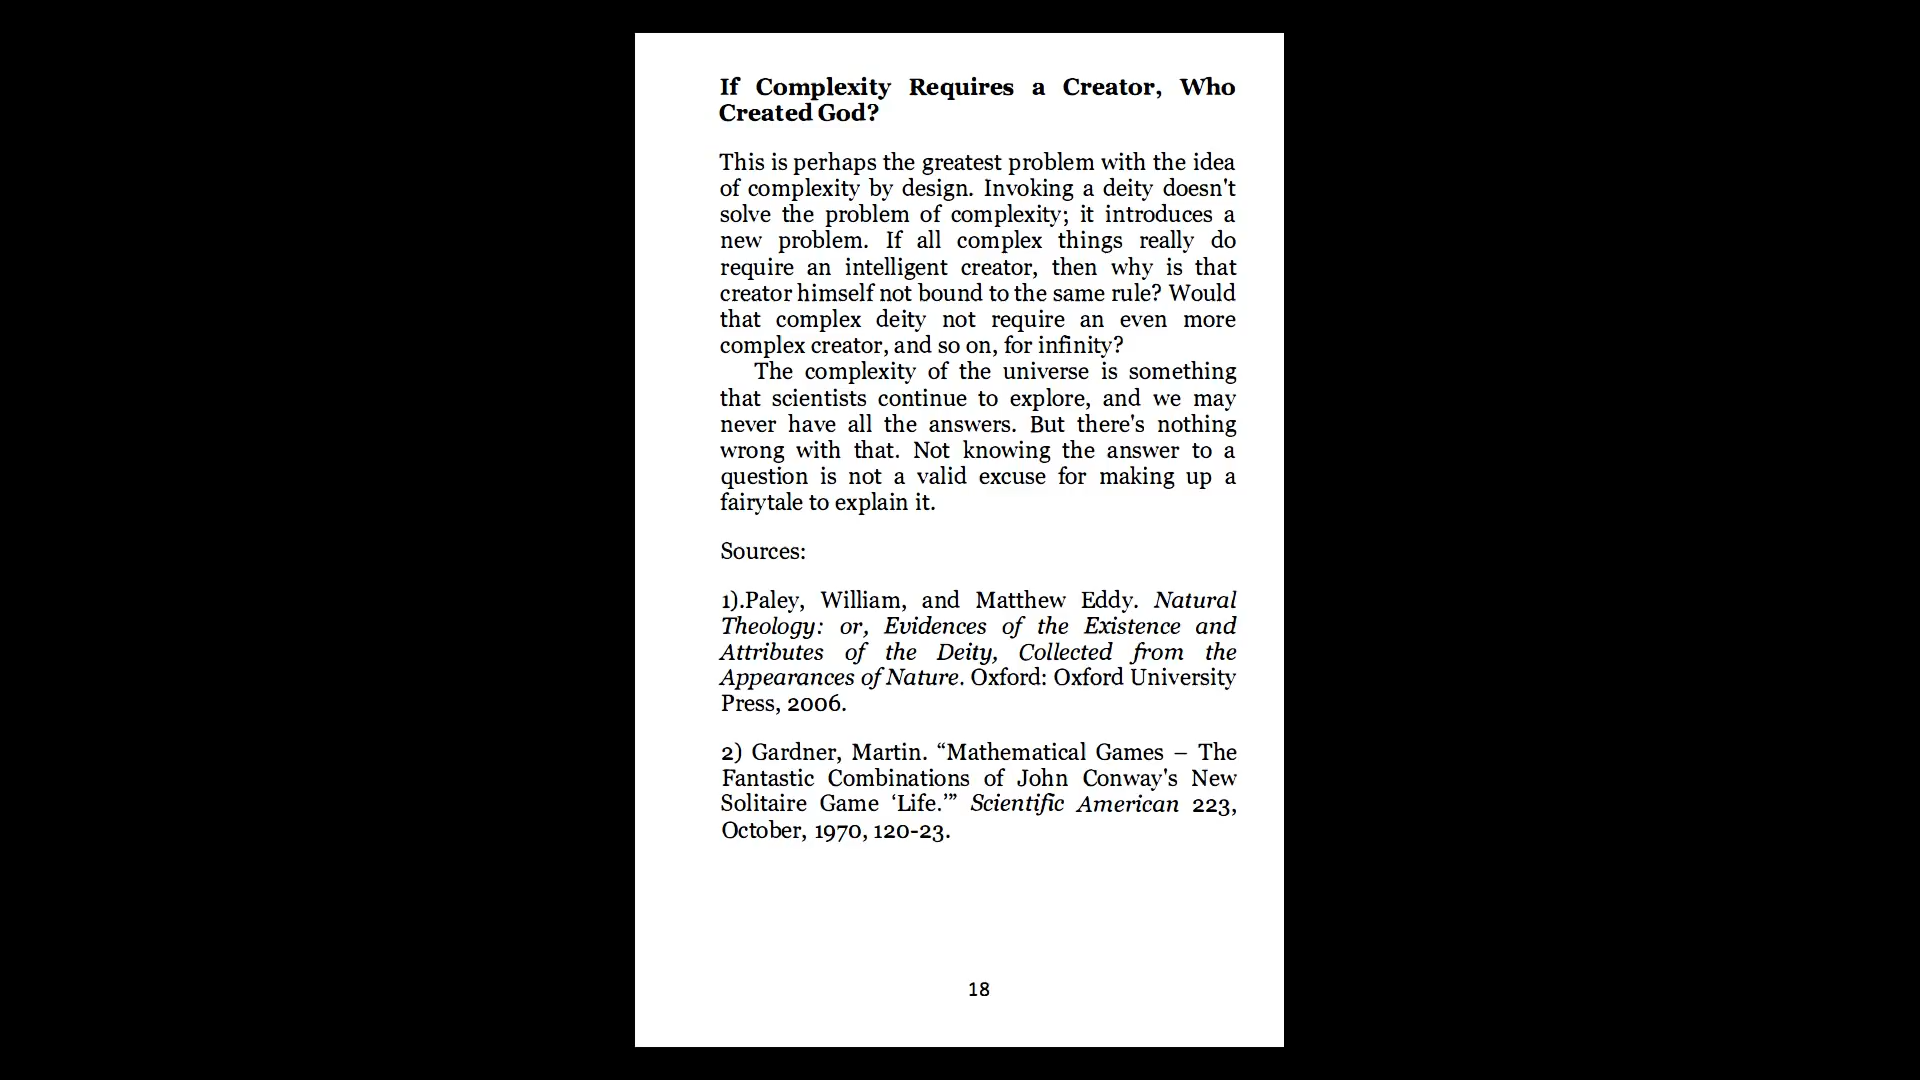 If Complexity Requires a Creator, Who
Created God?
This is perhaps the greatest problem with the idea
of complexity by design. Invoking a deity doesn't
solve the problem of complexity; it introduces a
new problem. If all complex things really do
require an intelligent creator, then why is that
creator himself not bound to the same rule? Would
that complex deity not require an even more
complex creator, and so on, for infinity?
The complexity of the universe is something
that scientists continue to explore, and we may
never have all the answers. But there's nothing
wrong with that. Not knowing the answer to a
question is not a valid excuse for making up a
fairytale to explain it.
Sources:
1).Paley, William, and Matthew Eddy. Natural
Theology: or, Evidences of the Existence and
Attributes of the Deity, Collected from the
Appearances of Nature. Oxford: Oxford University
Press, 2006.
2) Gardner, Martin. “Mathematical Games – The
Fantastic Combinations of John Conway's New
Solitaire Game ‘Life.’” Scientific American 223,
October, 1970, 120-23.
18